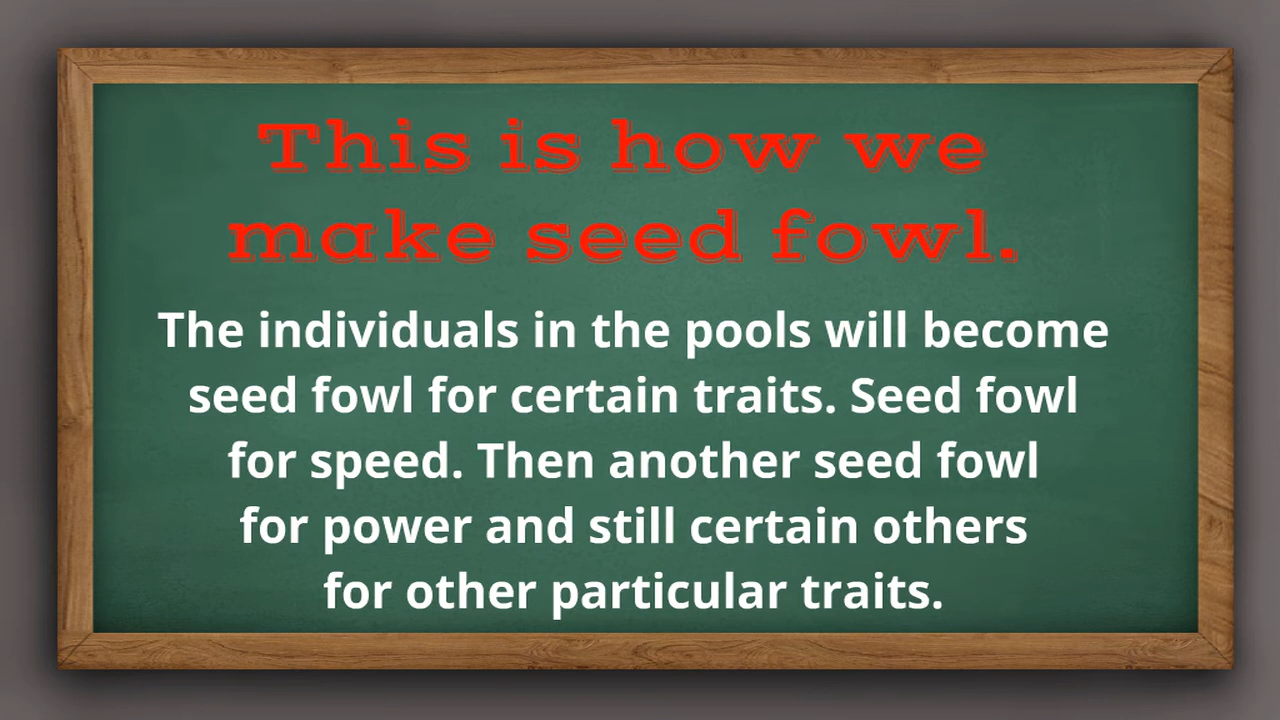 This is how we
make seed fowl.
The individuals in the pools will become
seed fowl for certain traits. Seed fowl
for speed. Then another seed fowl
for power and still certain others
for other particular traits.